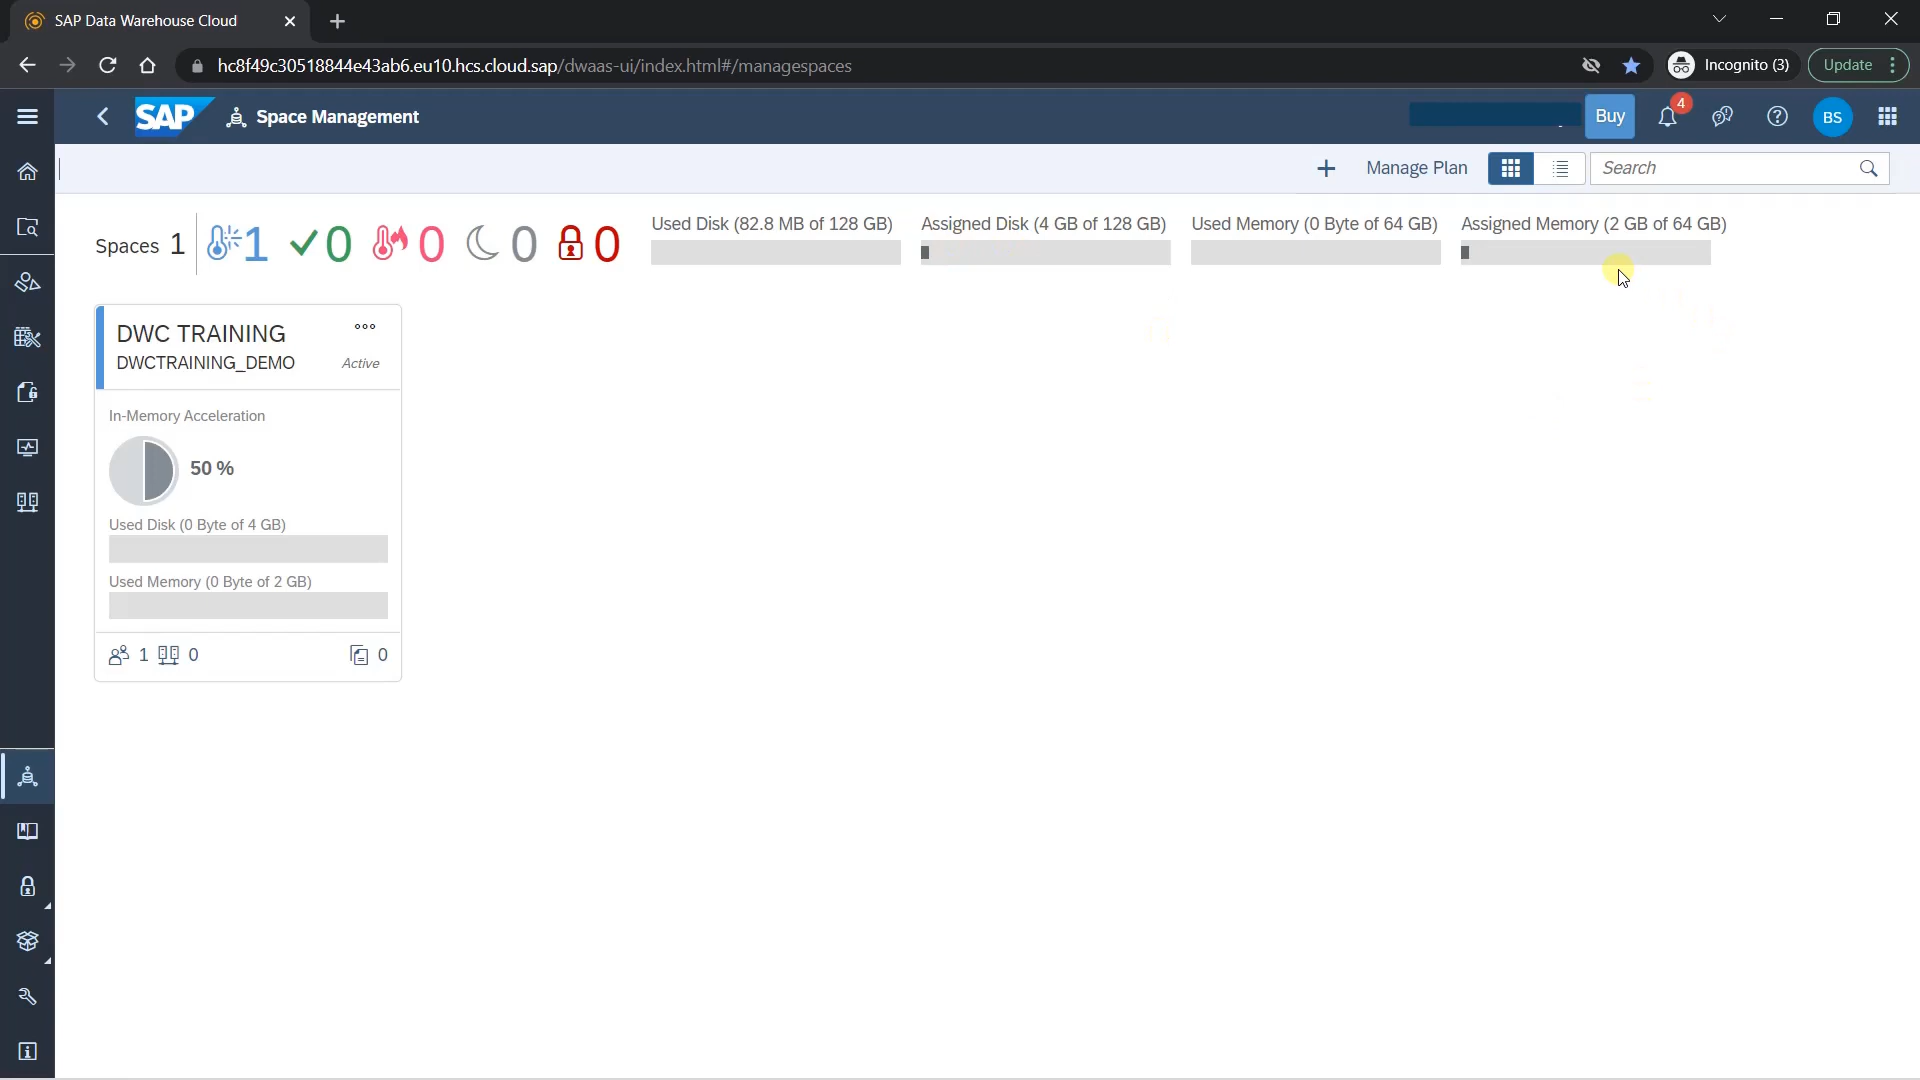 SAP Data Warehouse Cloud
hc8f49c30518844e43ab6.eu10.hcs.cloud.sap/dwaas-ui/index.html#/managespaces
Incognito (3)
Update
SAP
Space Management
Buy
4
BS
Manage Plan
Search
Spaces 1
1
0
0
0
0
Used Disk (82.8 MB of 128 GB)
Assigned Disk (4 GB of 128 GB)
Used Memory (0 Byte of 64 GB)
Assigned Memory (2 GB of 64 GB)
DWC TRAINING
DWCTRAINING_DEMO
Active
In-Memory Acceleration
50 %
Used Disk (0 Byte of 4 GB)
Used Memory (0 Byte of 2 GB)
1
0
0